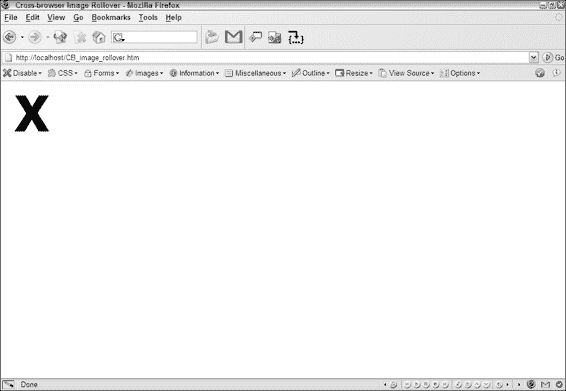 Cross-browser Image Rollover - Mozilla Firefox
File Edit View Go Bookmarks Tools Help
http://localhost/CB_image_rollover.htm Go
Disable CSS Forms Images Information Miscellaneous Outline Resize View Source Options
X
Done